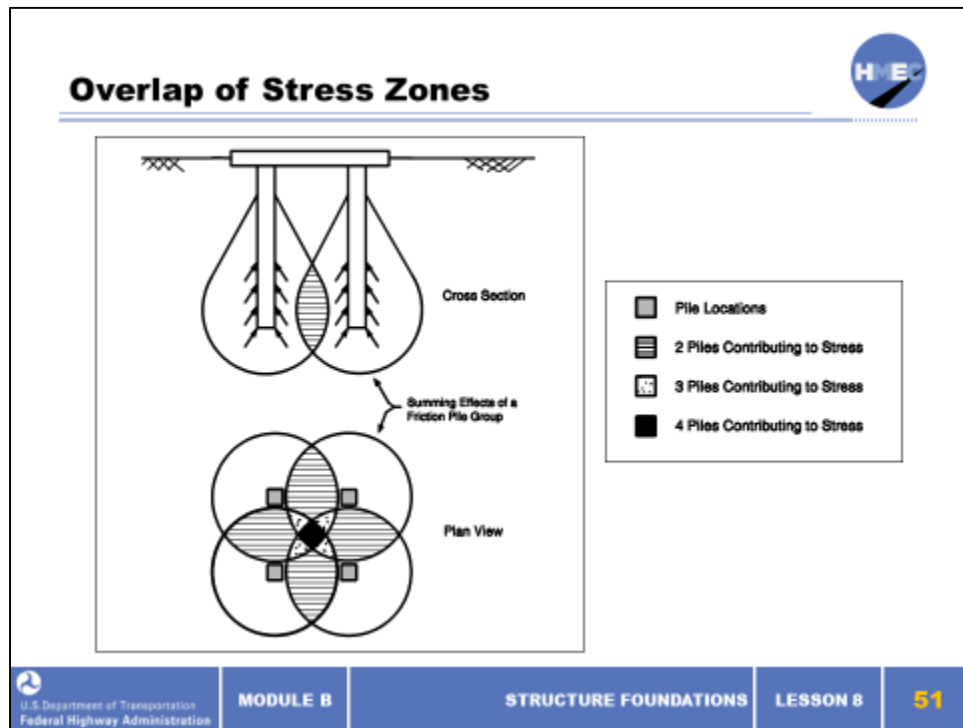 Overlap of Stress Zones
HMEC
Cross Section
Summing Effects of a
Friction Pile Group
Plan View
Pile Locations
2 Piles Contributing to Stress
3 Piles Contributing to Stress
4 Piles Contributing to Stress
U.S.Department of Transportation
Federal Highway Administration
MODULE B
STRUCTURE FOUNDATIONS
LESSON 8
51